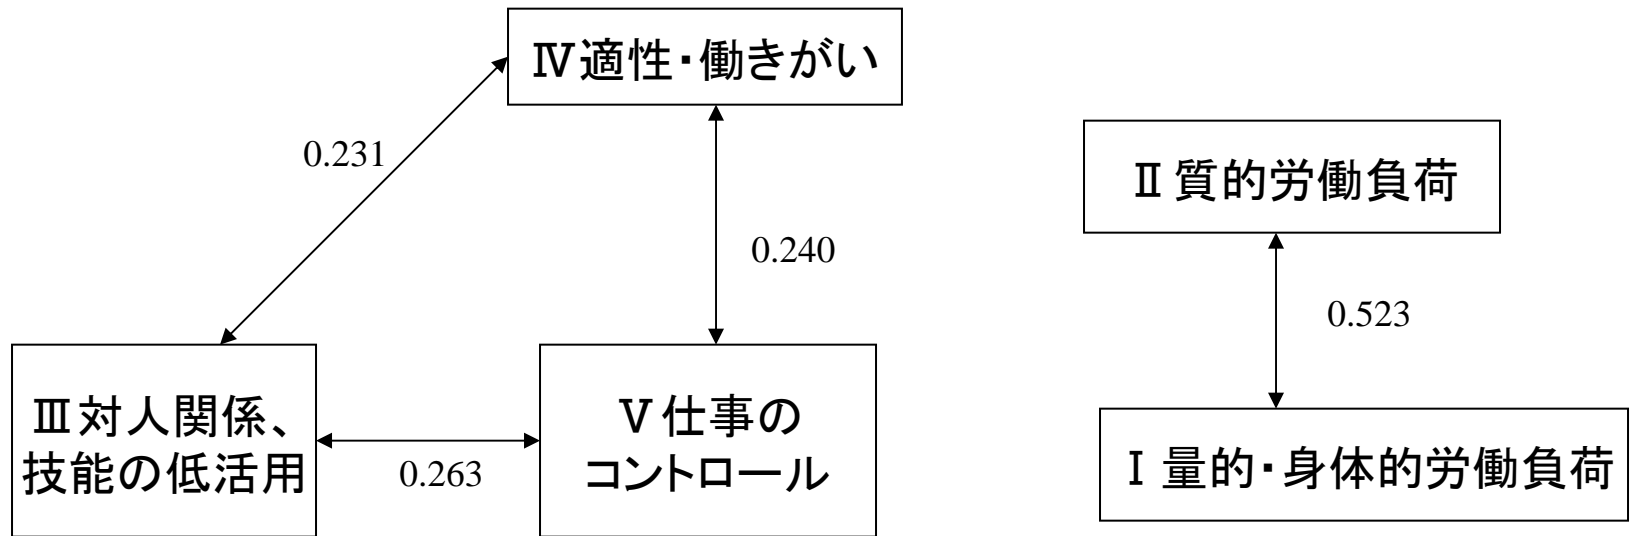 Ⅳ適性・働きがい
0.231
0.240
Ⅲ対人関係、
技能の低活用
0.263
Ⅴ仕事の
コントロール
Ⅱ質的労働負荷
0.523
Ⅰ量的・身体的労働負荷